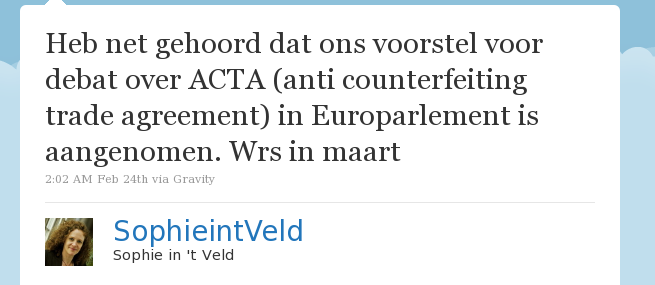 Heb net gehoord dat ons voorstel voor
debat over ACTA (anti counterfeiting
trade agreement) in Europarlement is
aangenomen. Wrs in maart
2:02 AM Feb 24th via Gravity
SophieintVeld
Sophie in 't Veld